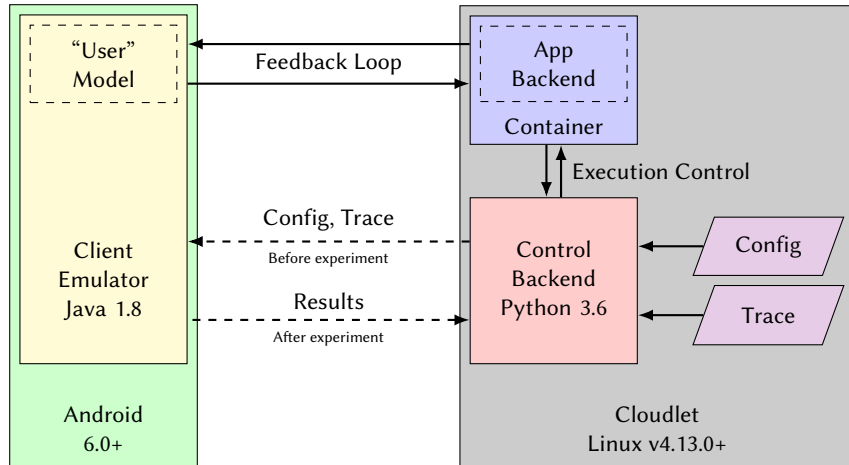 “User”
Model
Feedback Loop
App
Backend
Container
Execution Control
Config, Trace
Before experiment
Client
Emulator
Java 1.8
Results
After experiment
Control
Backend
Python 3.6
Config
Trace
Android
6.0+
Cloudlet
Linux v4.13.0+